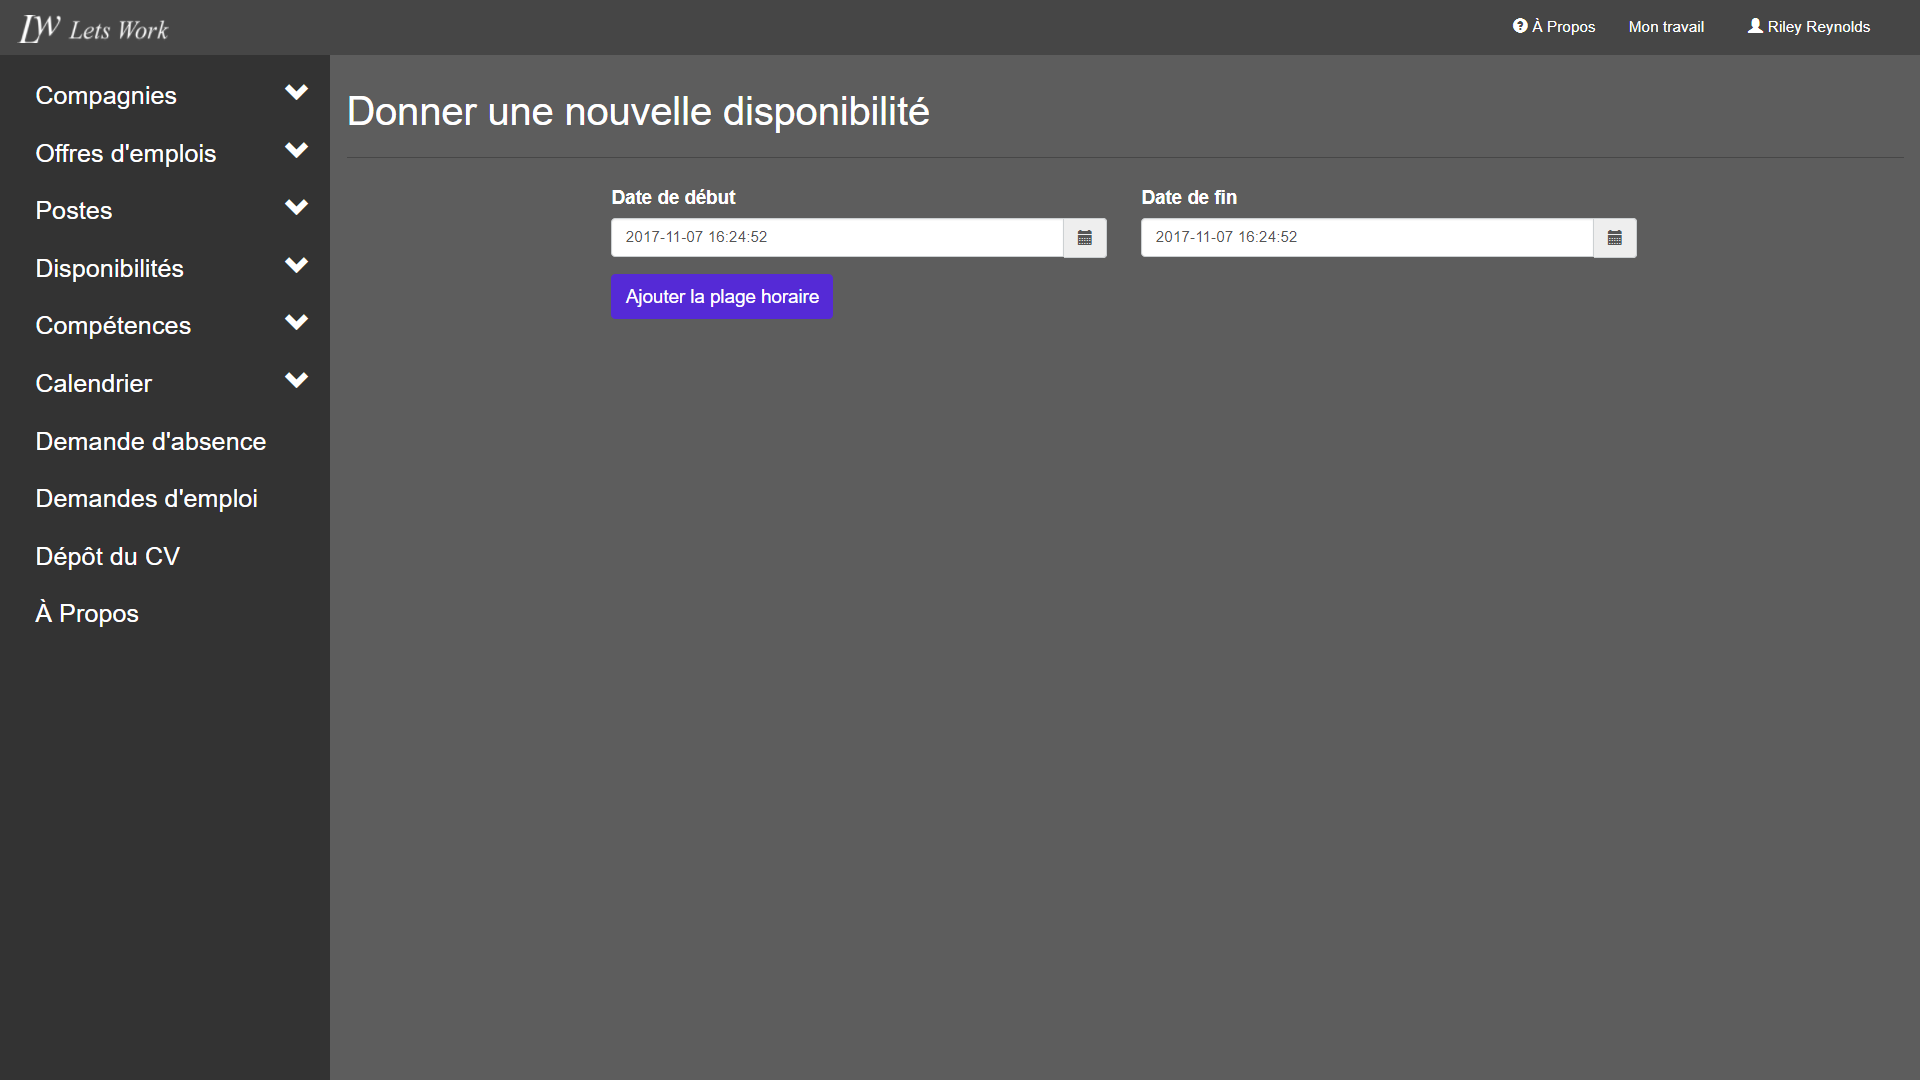 LW Lets Work
À Propos
Mon travail
Riley Reynolds
Compagnies
Offres d'emplois
Postes
Disponibilités
Compétences
Calendrier
Demande d'absence
Demandes d'emploi
Dépôt du CV
À Propos
Donner une nouvelle disponibilité
Date de début
2017-11-07 16:24:52
Date de fin
2017-11-07 16:24:52
Ajouter la plage horaire